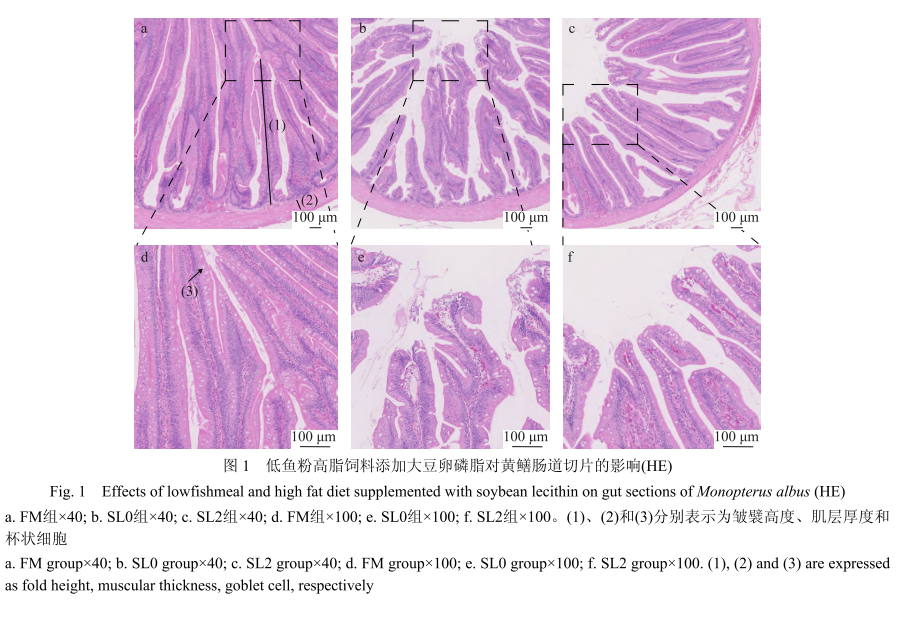 a
b
c
(1)
(2)
100 μm
100 μm
100 μm
d
e
f
(3)
100 μm
100 μm
100 μm
图 1 低鱼粉高脂饲料添加大豆卵磷脂对黄鳝肠道切片的影响(HE)
Fig. 1 Effects of lowfishmeal and high fat diet supplemented with soybean lecithin on gut sections of Monopterus albus (HE)
a. FM组×40; b. SL0组×40; c. SL2组×40; d. FM组×100; e. SL0组×100; f. SL2组×100。(1)、(2)和(3)分别表示为皱襞高度、肌层厚度和
杯状细胞
a. FM group×40; b. SL0 group×40; c. SL2 group×40; d. FM group×100; e. SL0 group×100; f. SL2 group×100. (1), (2) and (3) are expressed
as fold height, muscular thickness, goblet cell, respectively